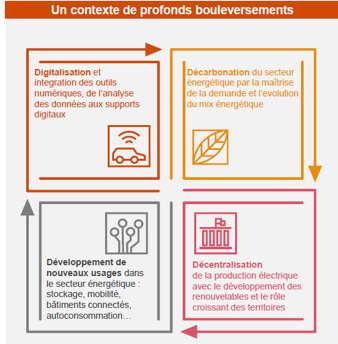 Un contexte de profonds bouleversements
Digitalisation et
integration des outils
numériques, de l'analyse
des données aux supports
digitaux
Décarbonation du secteur
énergétique par la maîtrise
de la demande et l'evolution
du mix énergétique
Développement de
nouveaux usages dans
le secteur énergétique :
stockage, mobilité,
bâtiments connectés,
autoconsommation…
Décentralisation
de la production électrique
avec le développement des
renouvelables et le rôle
croissant des territoires